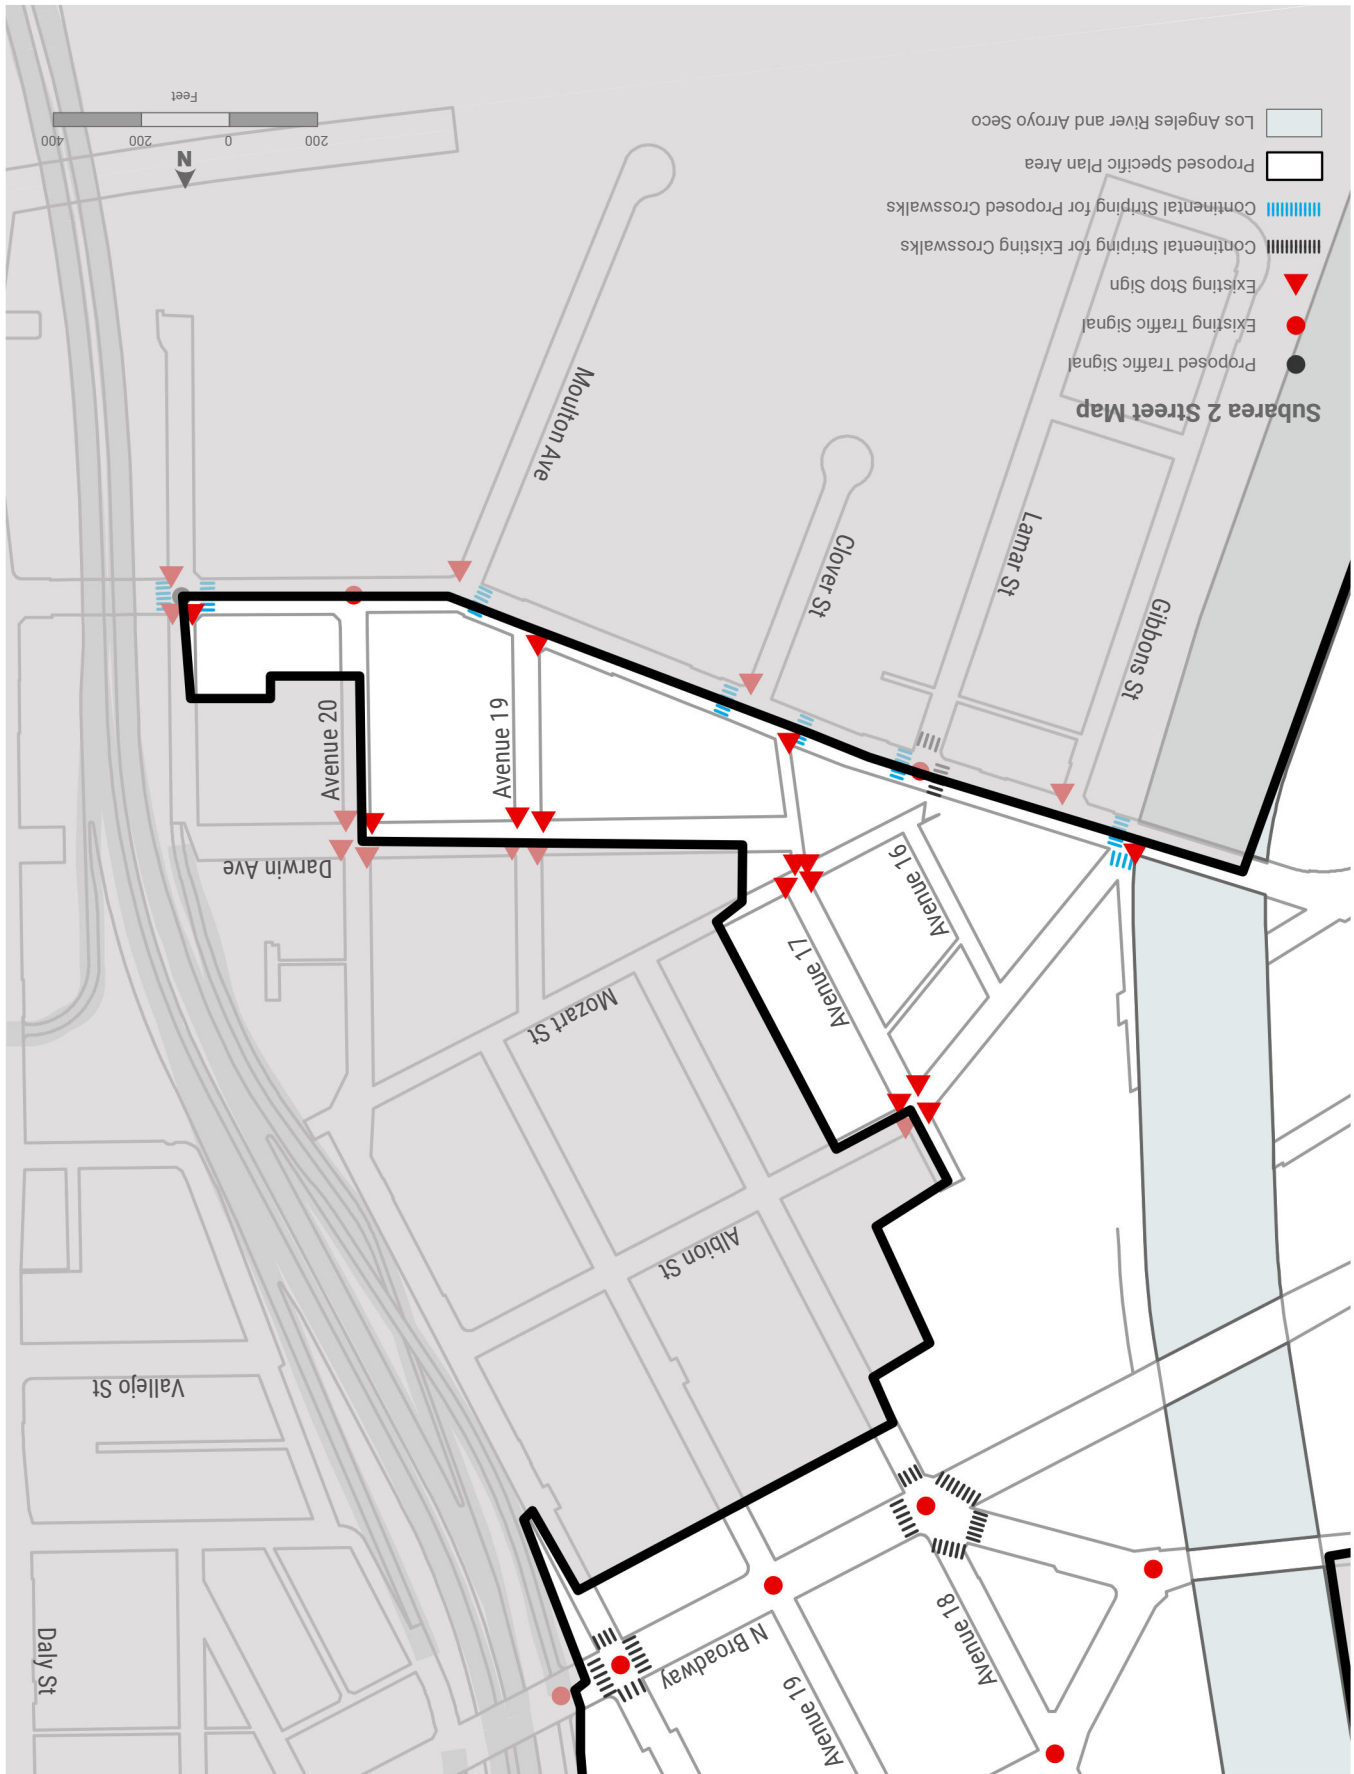 Daly St
N Broadway
Avenue 18
Avenue 19
Vallejo St
Albion St
Mozart St
Avenue 17
Avenue 16
Darwin Ave
Avenue 20
Avenue 19
Gibbons St
Lamar St
Clover St
Moulton Ave
Subarea 2 Street Map
Proposed Traffic Signal
Existing Traffic Signal
Existing Stop Sign
Continental Striping for Existing Crosswalks
Continental Striping for Proposed Crosswalks
Proposed Specific Plan Area
Los Angeles River and Arroyo Seco
N
200 0 200 400
Feet